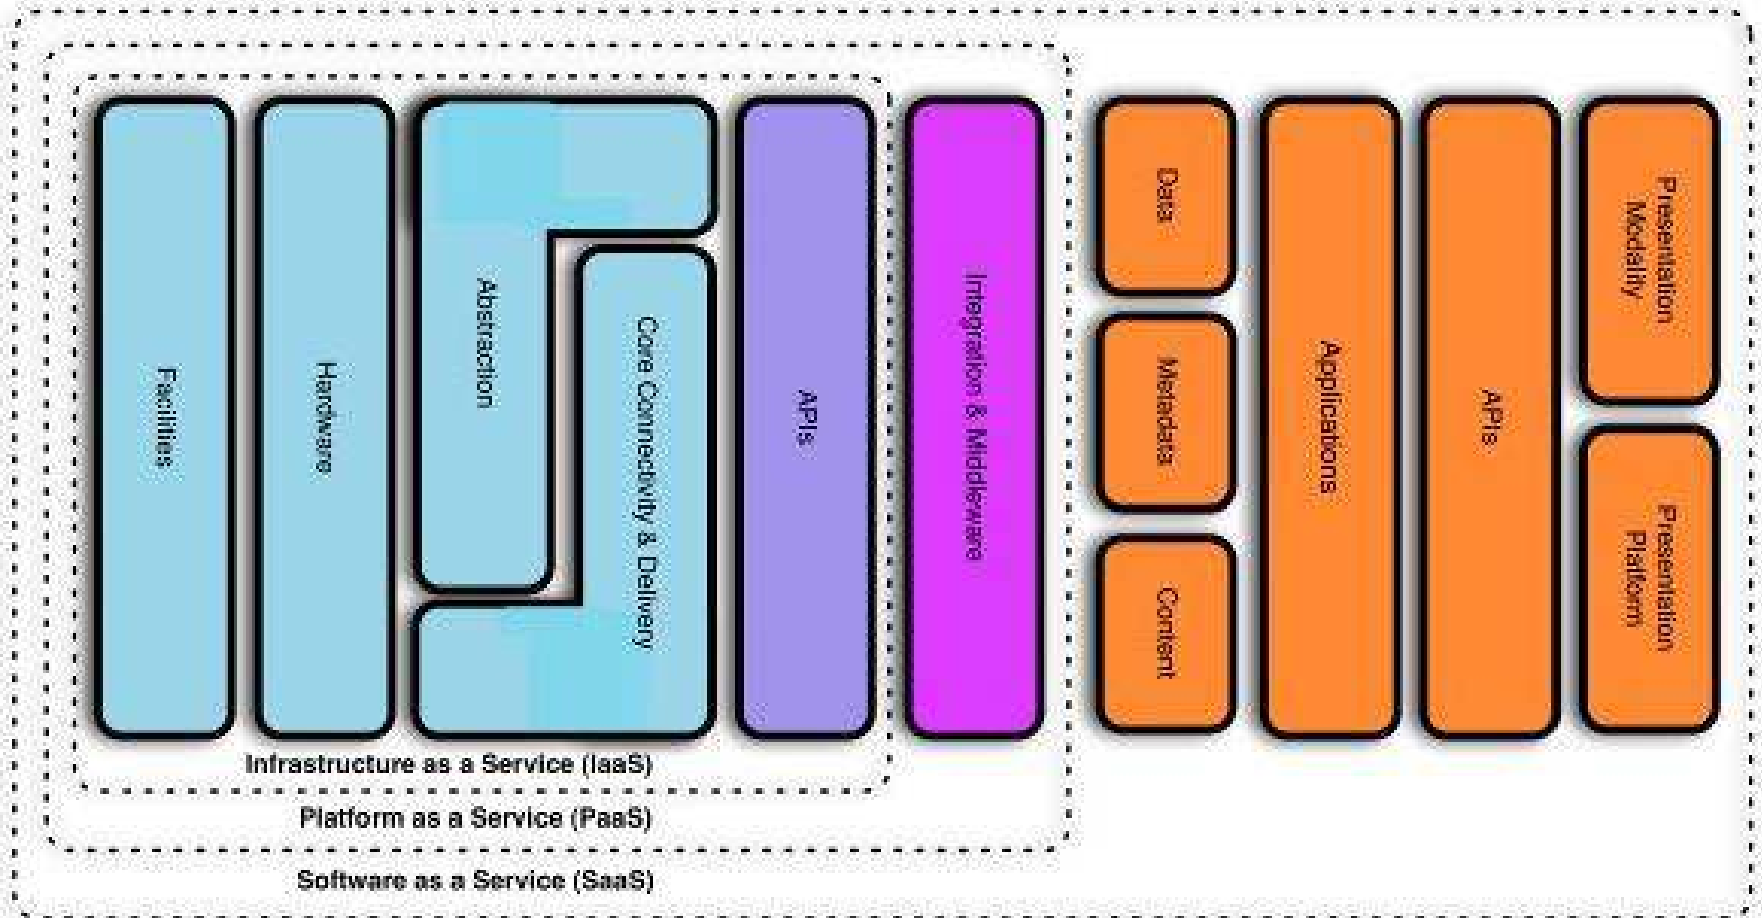 Facilities
Hardware
Abstraction
Core Connectivity & Delivery
APIs
Integration & Middleware
Data
Metadata
Content
Applications
APIs
Presentation
Modality
Presentation
Platform
Infrastructure as a Service (IaaS)
Platform as a Service (PaaS)
Software as a Service (SaaS)